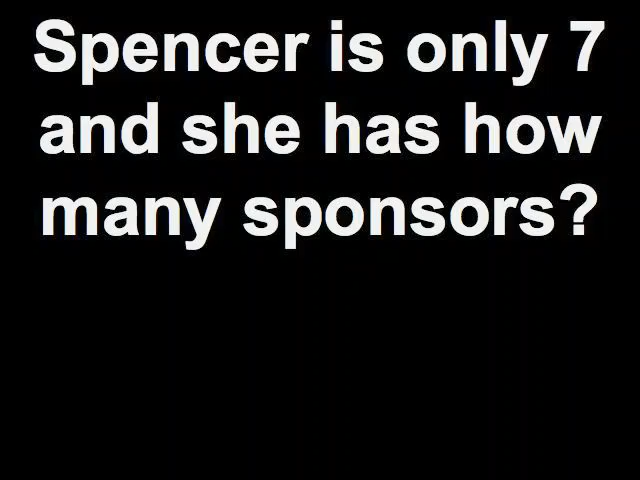 Spencer is only 7
and she has how
many sponsors?